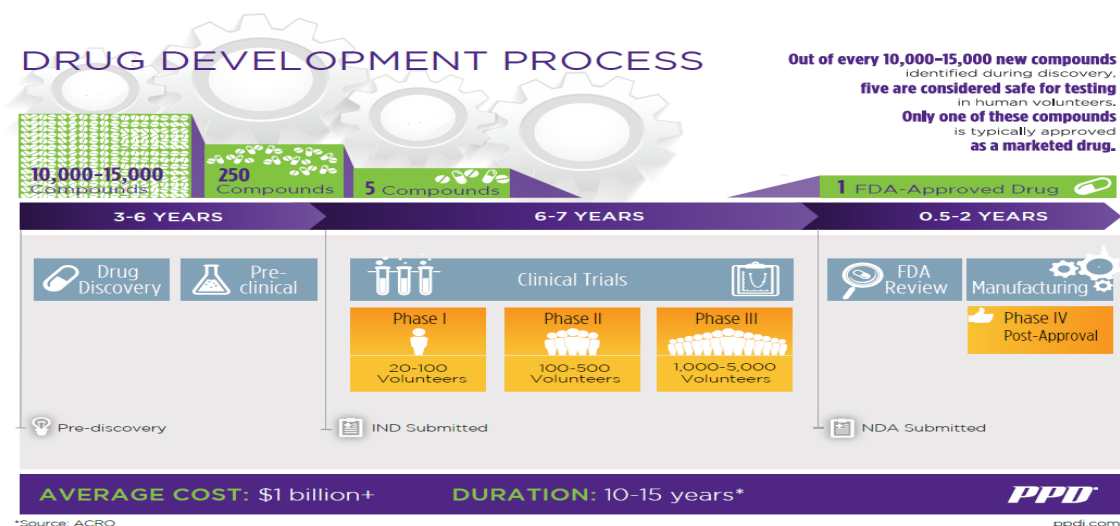 DRUG DEVELOPMENT PROCESS
Out of every 10,000–15,000 new compounds
identified during discovery,
five are considered safe for testing
in human volunteers.
Only one of these compounds
is typically approved
as a marketed drug.
10,000-15,000
Compounds
250
Compounds
5 Compounds
1 FDA-Approved Drug
3-6 YEARS
6-7 YEARS
0.5-2 YEARS
Drug
Discovery
Pre-
clinical
Clinical Trials
FDA
Review
Manufacturing
Phase I
20-100
Volunteers
Phase II
100-500
Volunteers
Phase III
1,000-5,000
Volunteers
Phase IV
Post-Approval
Pre-discovery
IND Submitted
NDA Submitted
AVERAGE COST: $1 billion+
DURATION: 10-15 years*
PPD
*Source: ACRO
ppdi.com